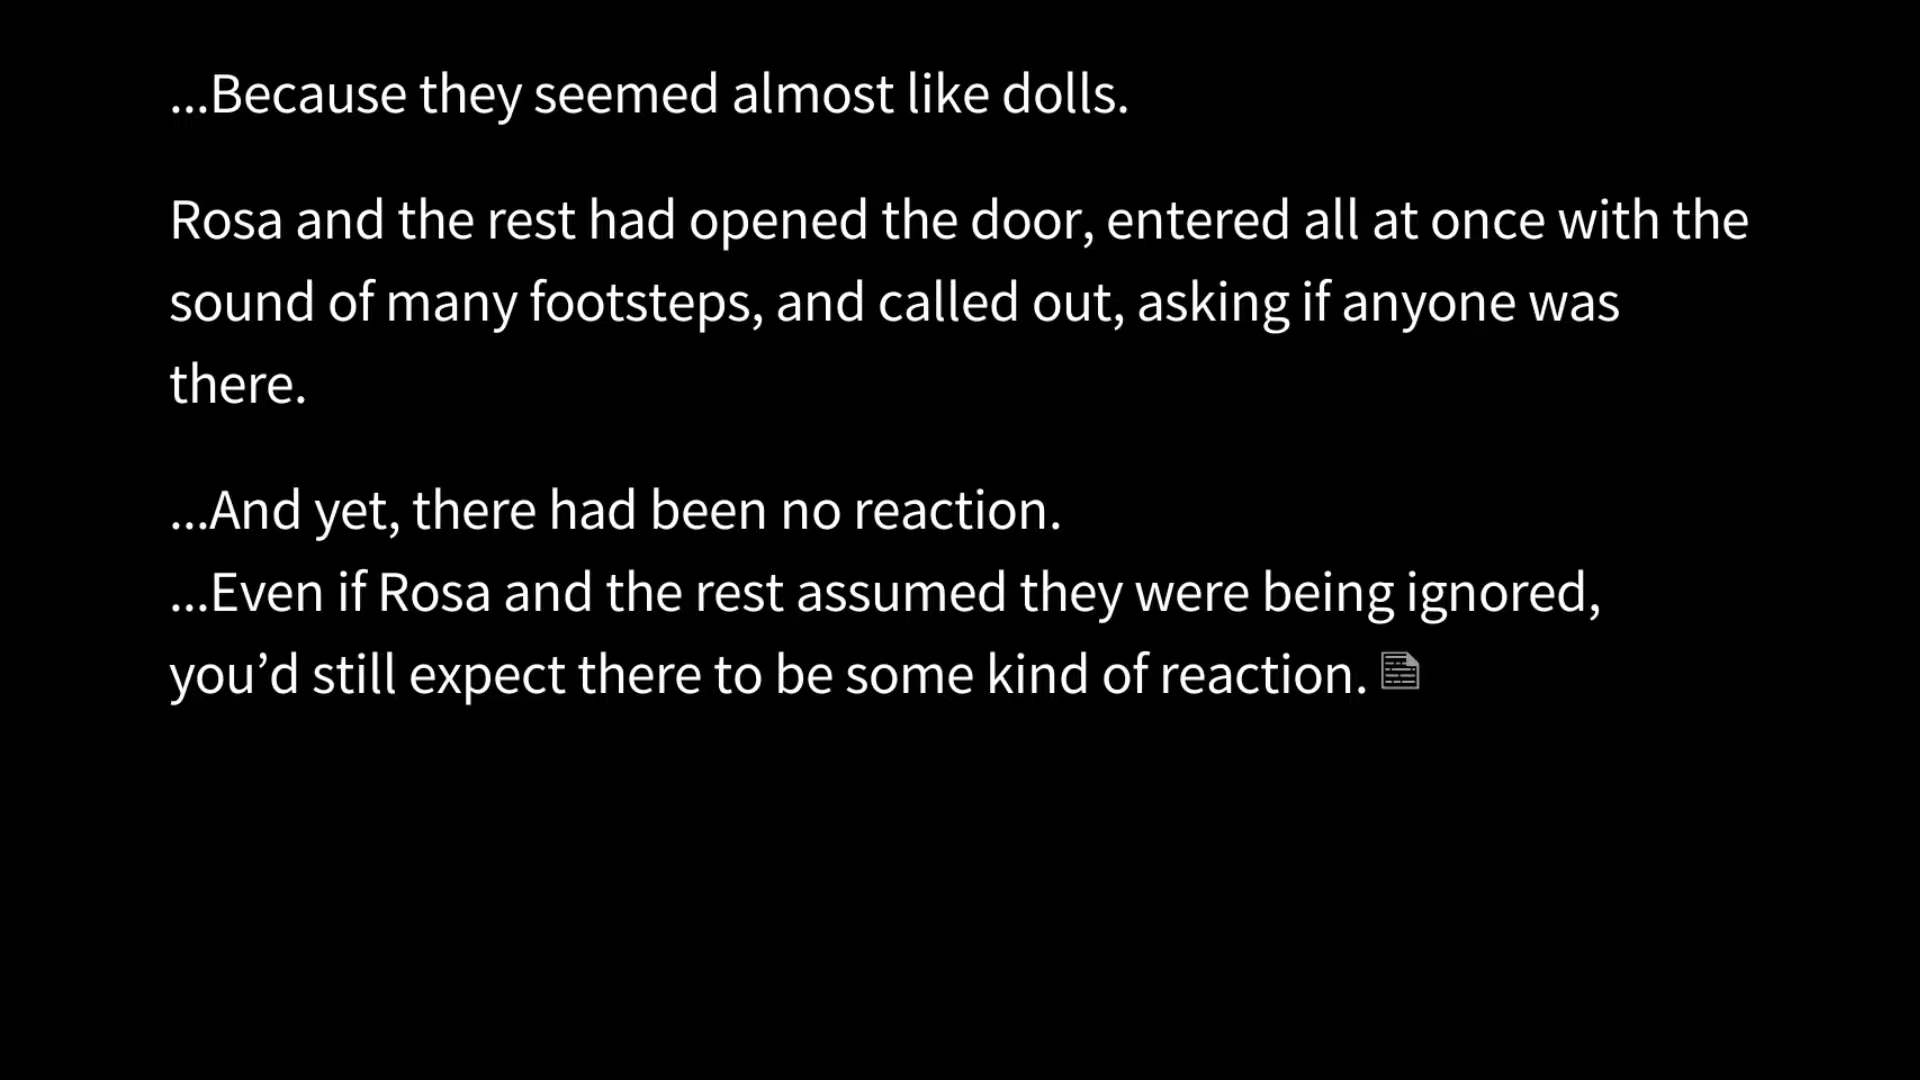 ...Because they seemed almost like dolls.
Rosa and the rest had opened the door, entered all at once with the
sound of many footsteps, and called out, asking if anyone was
there.
...And yet, there had been no reaction.
...Even if Rosa and the rest assumed they were being ignored,
you’d still expect there to be some kind of reaction.